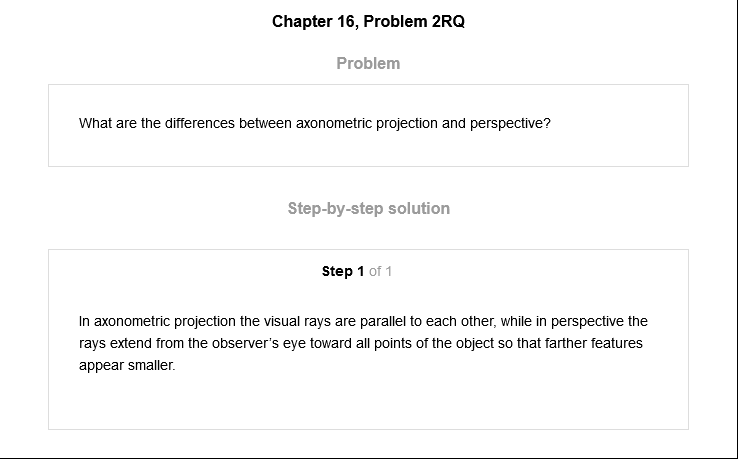 Chapter 16, Problem 2RQ
Problem
What are the differences between axonometric projection and perspective?
Step-by-step solution
Step 1 of 1
In axonometric projection the visual rays are parallel to each other, while in perspective the
rays extend from the observer’s eye toward all points of the object so that farther features
appear smaller.